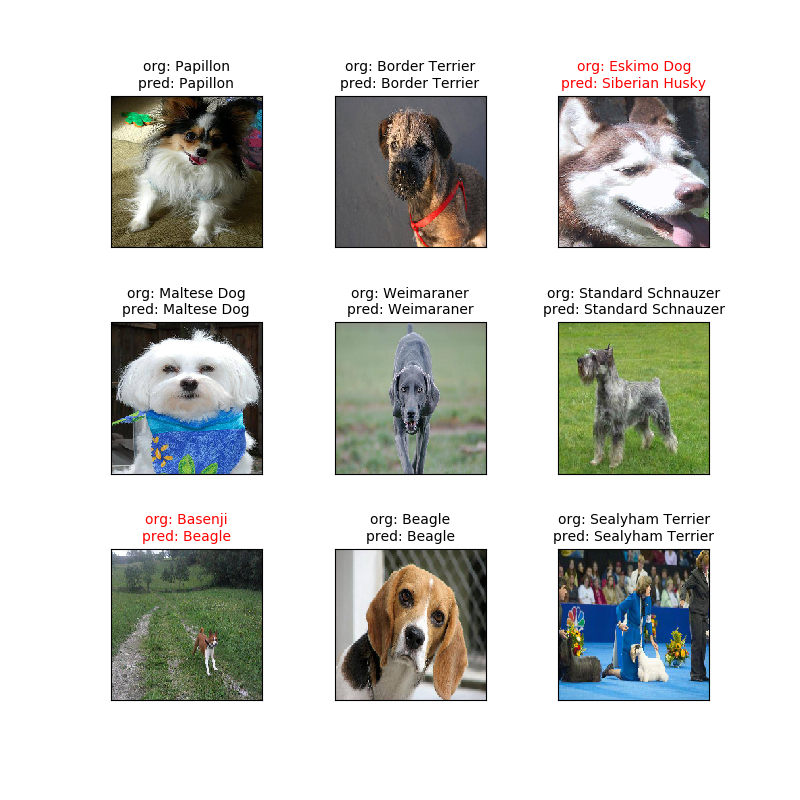 org: Papillon
pred: Papillon
org: Border Terrier
pred: Border Terrier
org: Eskimo Dog
pred: Siberian Husky
org: Maltese Dog
pred: Maltese Dog
org: Weimaraner
pred: Weimaraner
org: Standard Schnauzer
pred: Standard Schnauzer
org: Basenji
pred: Beagle
org: Beagle
pred: Beagle
org: Sealyham Terrier
pred: Sealyham Terrier